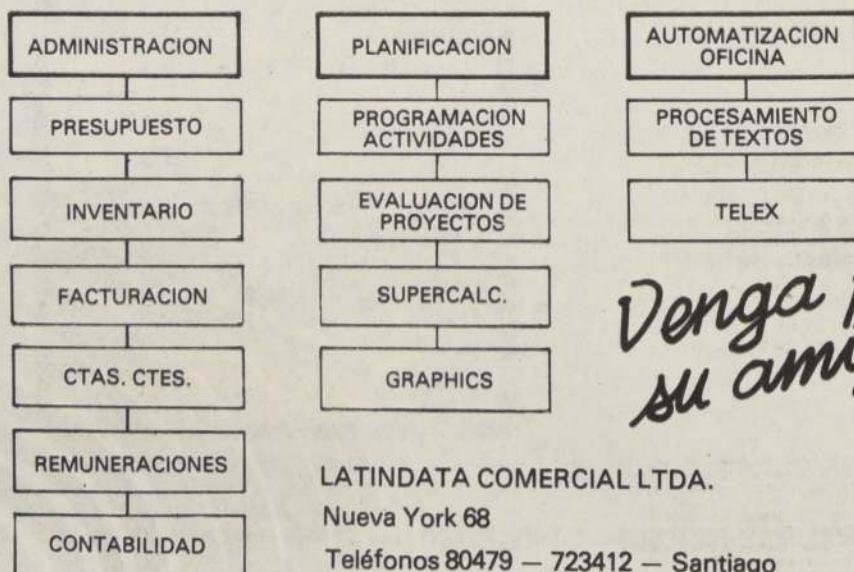 ADMINISTRACION
PRESUPUESTO
INVENTARIO
FACTURACION
CTAS. CTES.
REMUNERACIONES
CONTABILIDAD
PLANIFICACION
PROGRAMACION
ACTIVIDADES
EVALUACION DE
PROYECTOS
SUPERCALC.
GRAPHICS
AUTOMATIZACION
OFICINA
PROCESAMIENTO
DE TEXTOS
TELEX
Venga
su
LATINDATA COMERCIAL LTDA.
Nueva York 68
Teléfonos 80479 — 723412 — Santiago